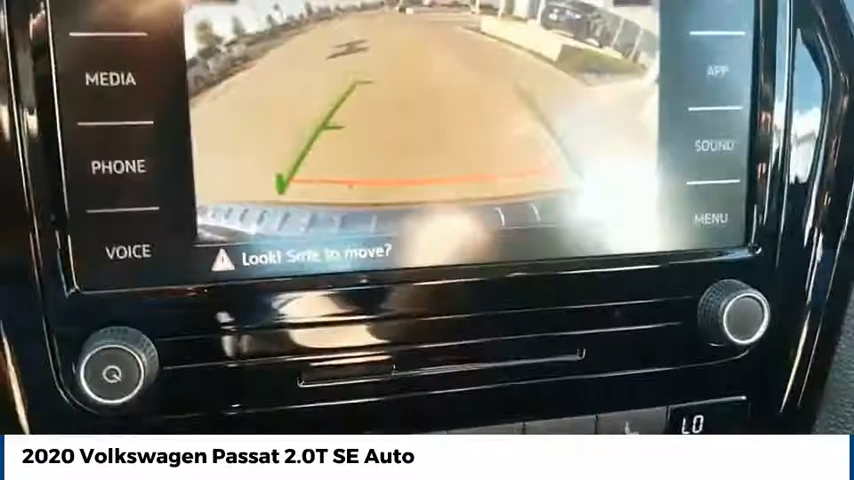 MEDIA
APP
SOUND
PHONE
MENU
VOICE
Look! Safe to move?
LO
2020 Volkswagen Passat 2.0T SE Auto